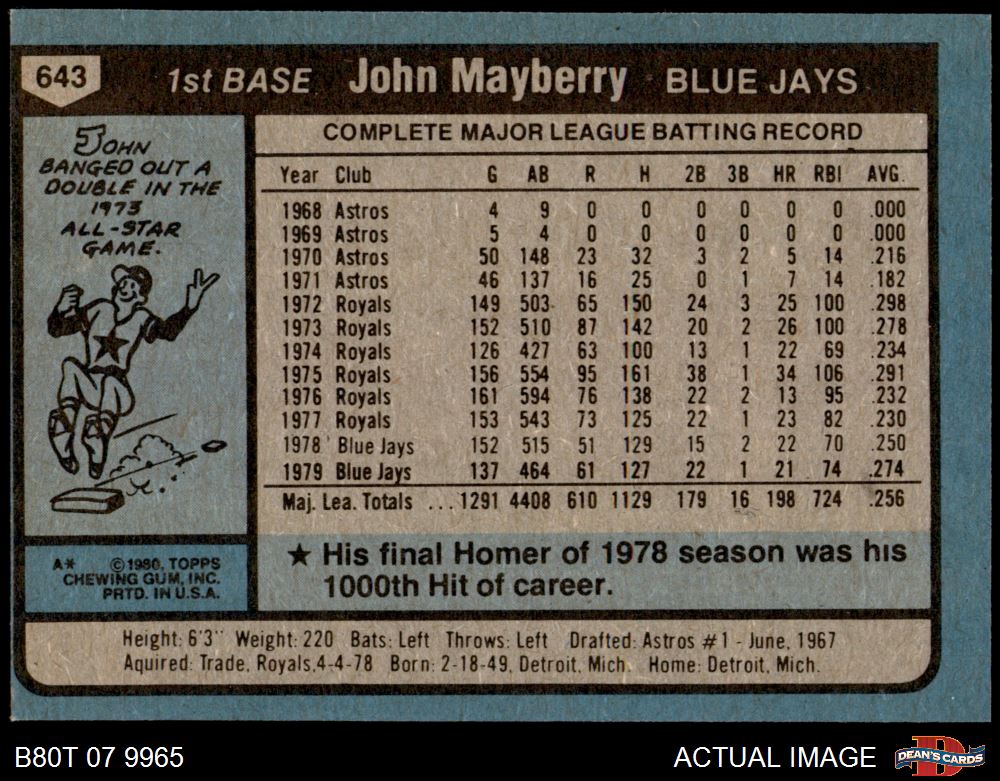 643 1st BASE John Mayberry BLUE JAYS
JOHN
BANGED OUT A
DOUBLE IN THE
1973
ALL-STAR
GAME.
COMPLETE MAJOR LEAGUE BATTING RECORD
Year Club G AB R H 2B 3B HR RBI AVG.
1968 Astros 4 9 0 0 0 0 0 0 .000
1969 Astros 5 4 0 0 0 0 0 0 .000
1970 Astros 50 148 23 32 3 2 5 14 .216
1971 Astros 46 137 16 25 0 1 7 14 .182
1972 Royals 149 503 65 150 24 3 25 100 .298
1973 Royals 152 510 87 142 20 2 26 100 .278
1974 Royals 126 427 63 100 13 1 22 69 .234
1975 Royals 156 554 95 161 38 1 34 106 .291
1976 Royals 161 594 76 138 22 2 13 95 .232
1977 Royals 153 543 73 125 22 1 23 82 .230
1978 Blue Jays 152 515 51 129 15 2 22 70 .250
1979 Blue Jays 137 464 61 127 22 1 21 74 .274
Maj. Lea. Totals ...1291 4408 610 1129 179 16 198 724 .256
★ His final Homer of 1978 season was his
1000th Hit of career.
A* ©1980, TOPPS
CHEWING GUM, INC.
PRTD. IN U.S.A.
Height: 6'3" Weight: 220 Bats: Left Throws: Left Drafted: Astros #1 - June, 1967
Aquired: Trade, Royals,4-4-78 Born: 2-18-49, Detroit, Mich. Home: Detroit, Mich.
B80T 07 9965 ACTUAL IMAGE DEAN'S CARDS